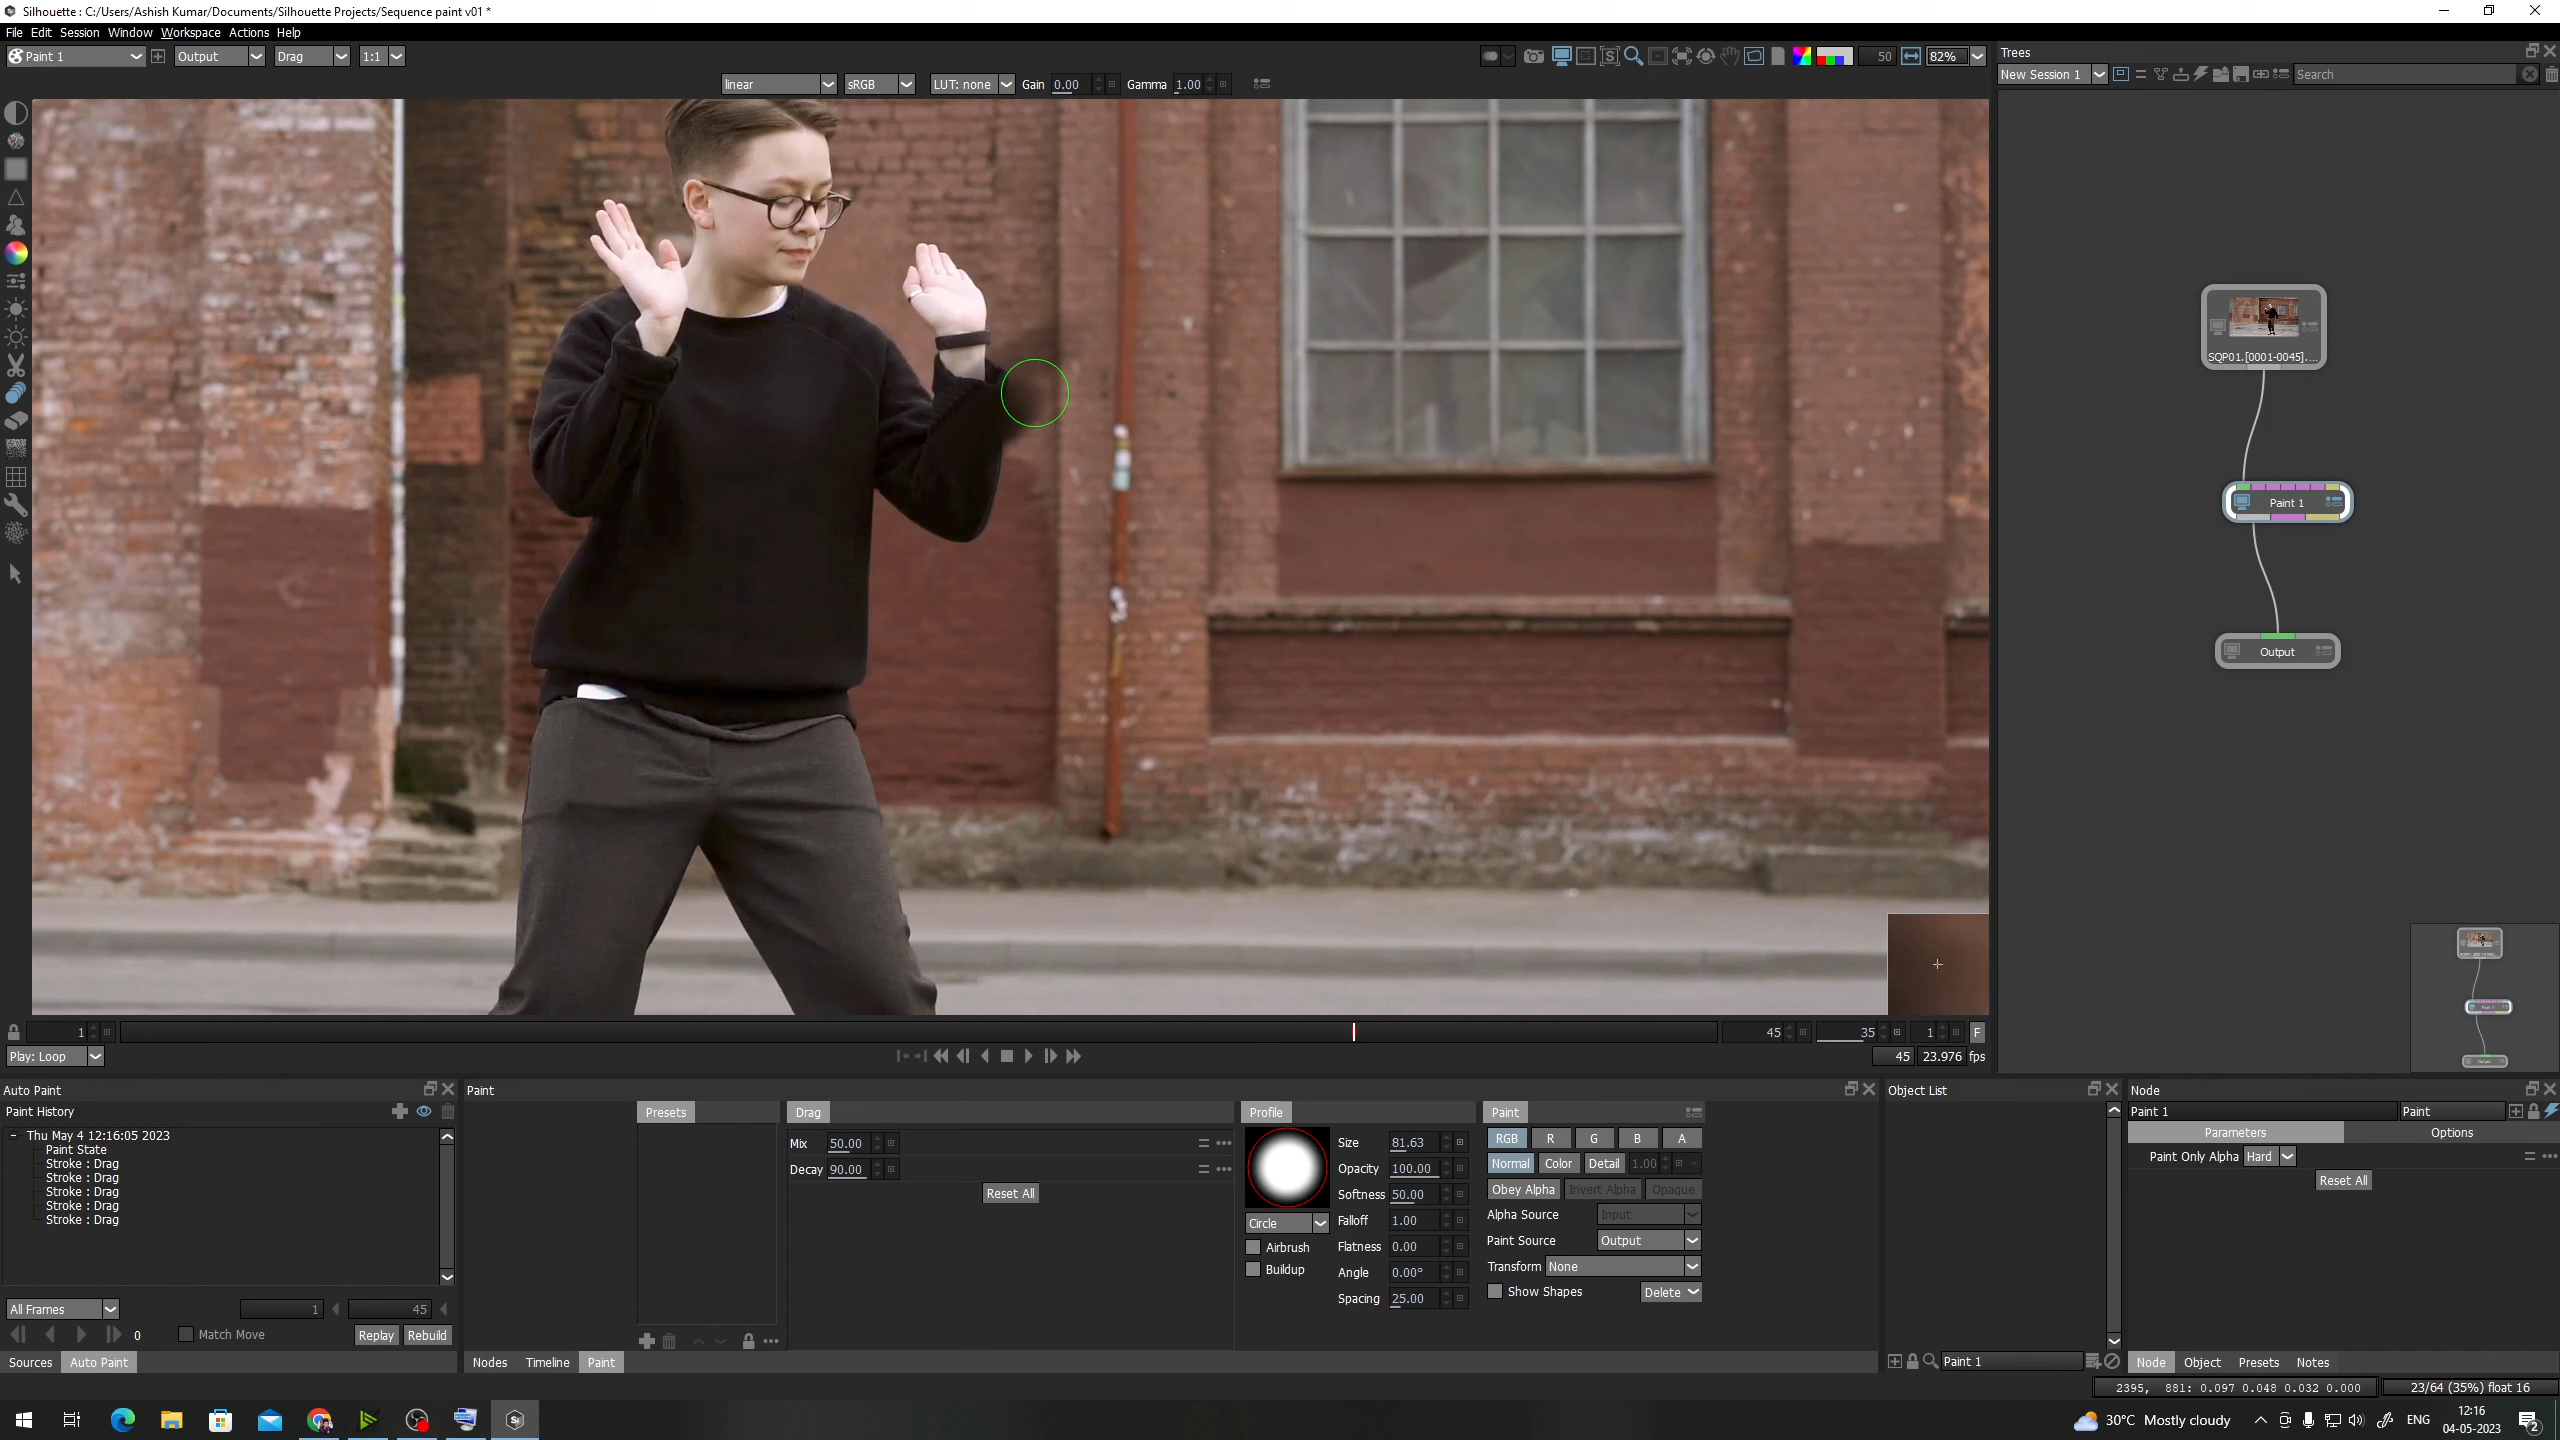 Silhouette : C:/Users/Ashish Kumar/Documents/Silhouette Projects/Sequence paint v01 *
File Edit Session Window Workspace Actions Help
Paint 1 Output Drag 1:1 50 82%
linear sRGB LUT: none Gain 0.00 Gamma 1.00
Trees
New Session 1 Search
SQP01.[0001-0045]....
Paint 1
Output
1 45 35 1 F
Play: Loop 45 23.976 fps
Auto Paint
Paint History
Thu May 4 12:16:05 2023
Paint State
Stroke : Drag
Stroke : Drag
Stroke : Drag
Stroke : Drag
Stroke : Drag
All Frames 1 45
0 Match Move Replay Rebuild
Sources Auto Paint
Paint
Presets
Drag
Mix 50.00
Decay 90.00
Reset All
Profile
Circle
Airbrush
Buildup
Size 81.63
Opacity 100.00
Softness 50.00
Falloff 1.00
Flatness 0.00
Angle 0.00°
Spacing 25.00
Paint
RGB R G B A
Normal Color Detail 1.00
Obey Alpha Invert Alpha Opaque
Alpha Source Input
Paint Source Output
Transform None
Show Shapes Delete
Nodes Timeline Paint
Object List
Paint 1
Node
Paint 1 Paint
Parameters Options
Paint Only Alpha Hard
Reset All
Node Object Presets Notes
2395, 881: 0.097 0.048 0.032 0.000 23/64 (35%) float 16
30°C Mostly cloudy ENG 12:16
04-05-2023 2